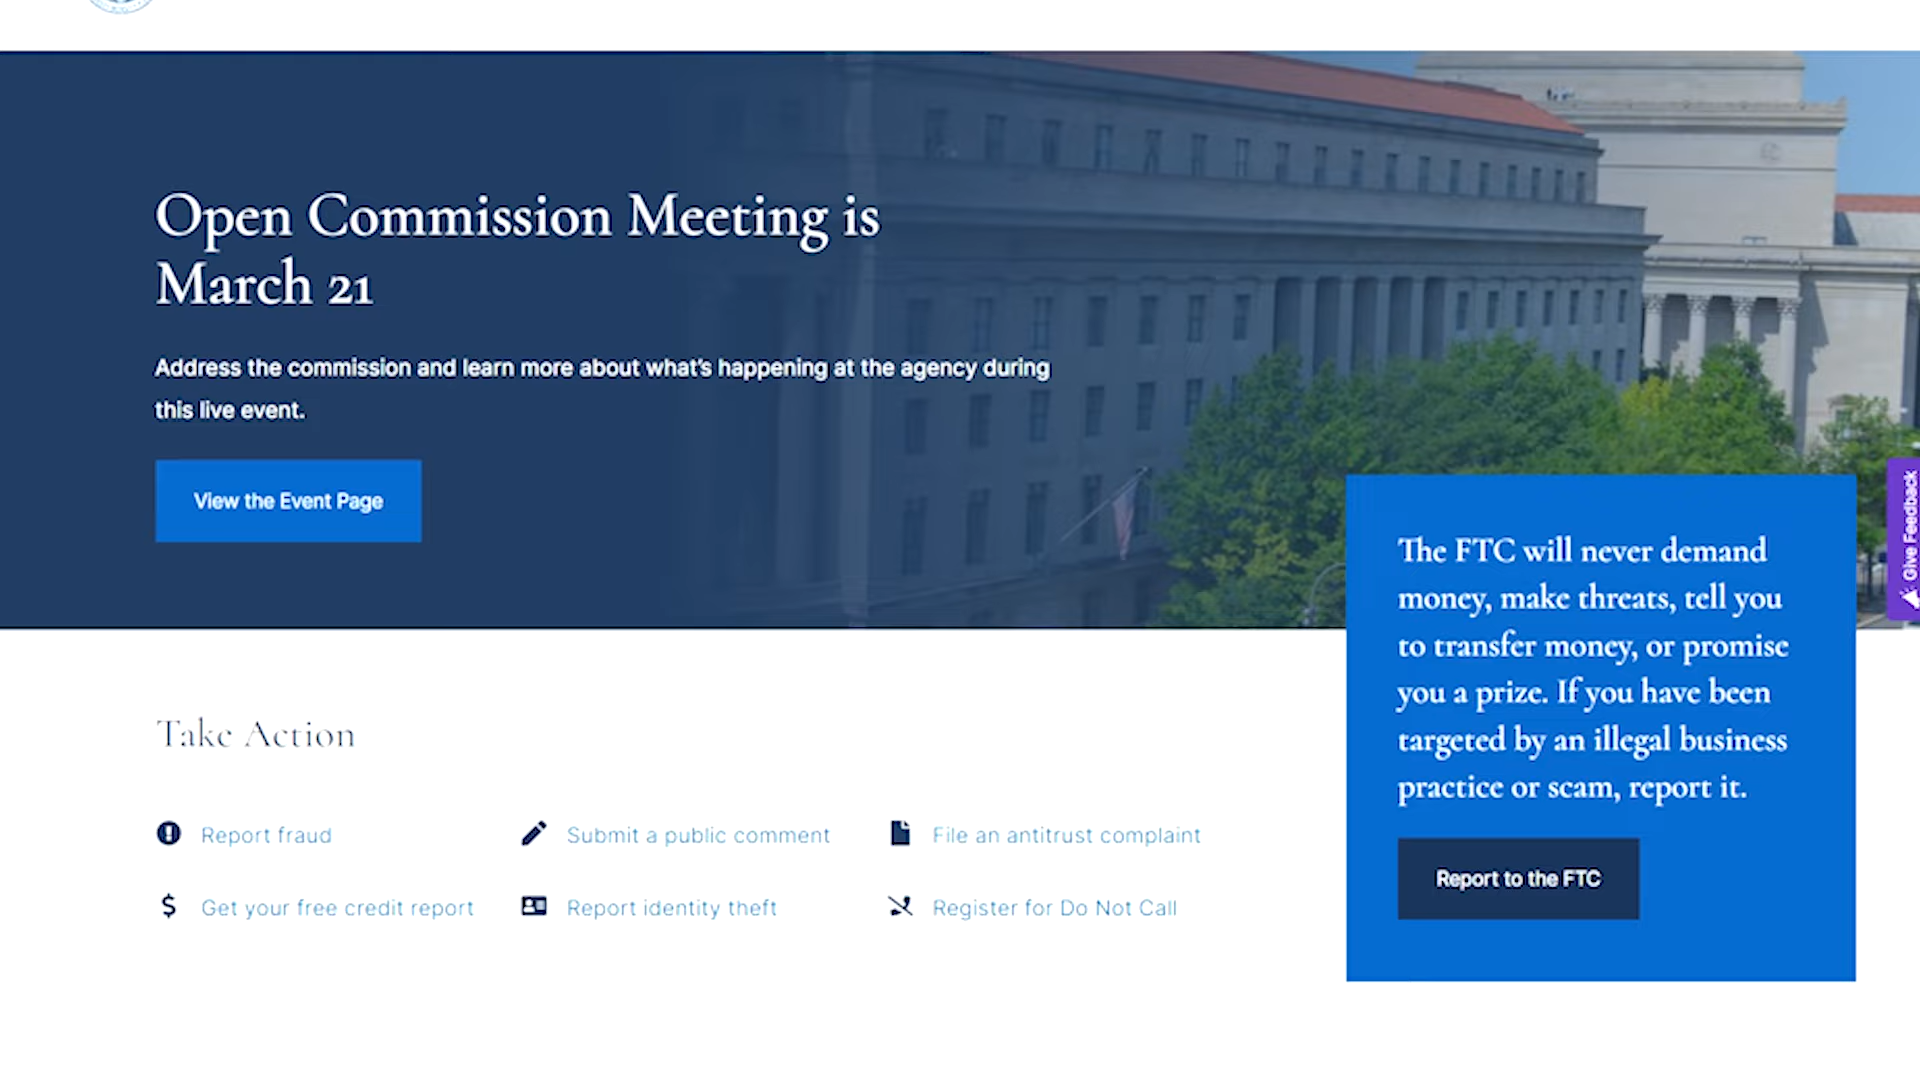 Open Commission Meeting is
March 21
Address the commission and learn more about what's happening at the agency during
this live event.
View the Event Page
Give Feedback
The FTC will never demand
money, make threats, tell you
to transfer money, or promise
you a prize. If you have been
targeted by an illegal business
practice or scam, report it.
Report to the FTC
Take Action
Report fraud
Submit a public comment
File an antitrust complaint
Get your free credit report
Report identity theft
Register for Do Not Call